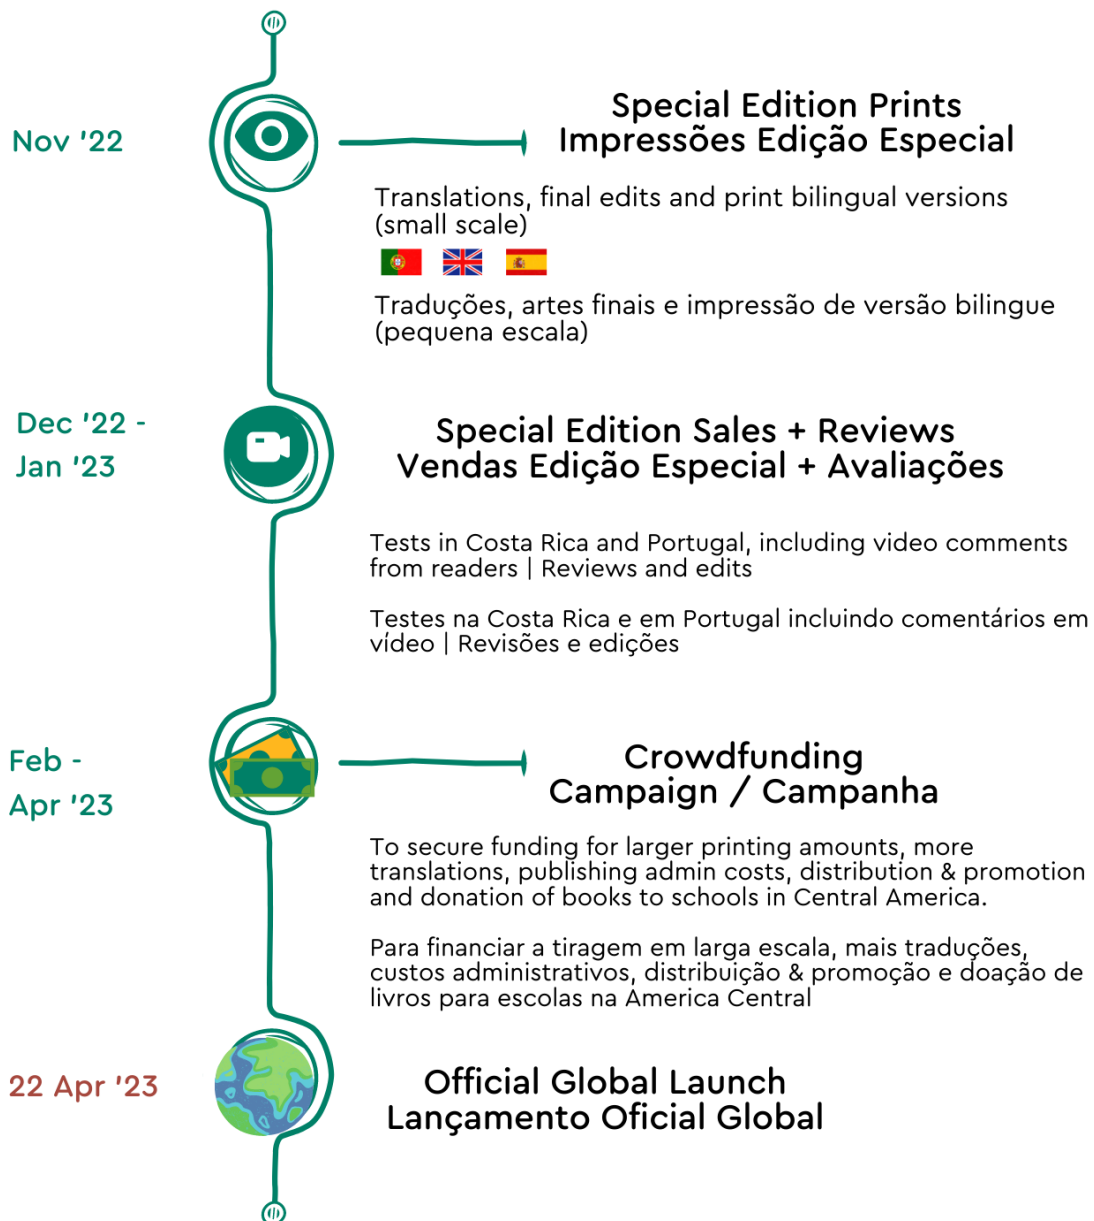 Nov '22
Special Edition Prints
Impressões Edição Especial
Translations, final edits and print bilingual versions
(small scale)
Traduções, artes finais e impressão de versão bilingue
(pequena escala)
Dec '22 -
Jan '23
Special Edition Sales + Reviews
Vendas Edição Especial + Avaliações
Tests in Costa Rica and Portugal, including video comments
from readers | Reviews and edits
Testes na Costa Rica e em Portugal incluindo comentários em
vídeo | Revisões e edições
Feb -
Apr '23
Crowdfunding
Campaign / Campanha
To secure funding for larger printing amounts, more
translations, publishing admin costs, distribution & promotion
and donation of books to schools in Central America.
Para financiar a tiragem em larga escala, mais traduções,
custos administrativos, distribuição & promoção e doação de
livros para escolas na America Central
22 Apr '23
Official Global Launch
Lançamento Oficial Global